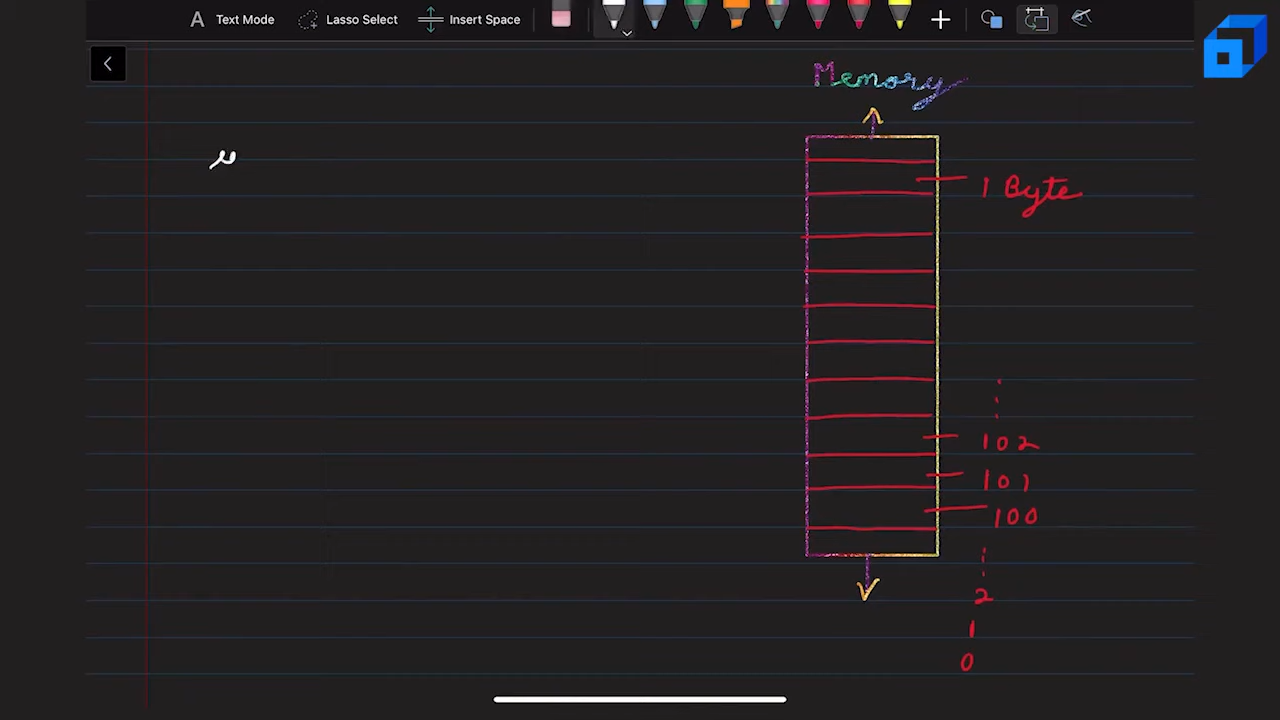 Text Mode
Lasso Select
Insert Space
Memory
1 Byte
102
101
100
2
1
0